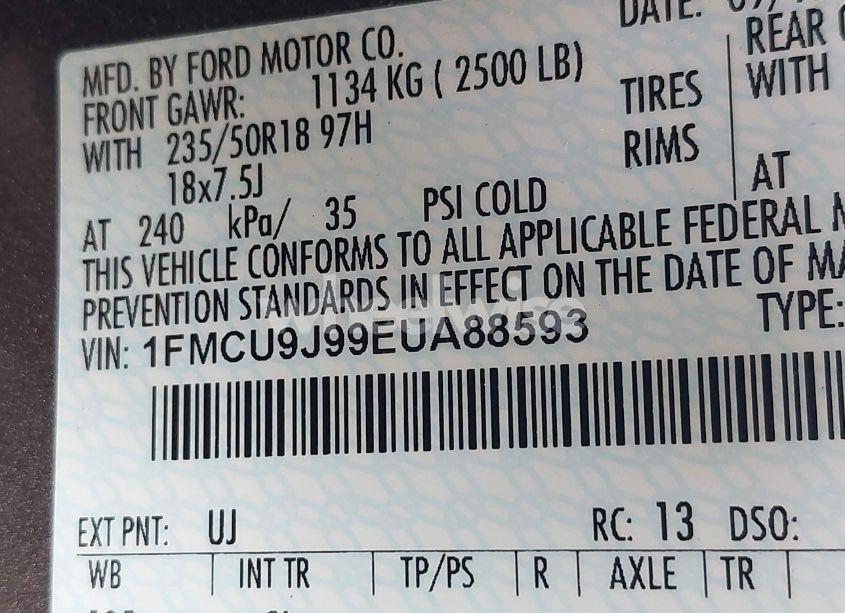 DATE:
MFD. BY FORD MOTOR CO.
FRONT GAWR: 1134 KG ( 2500 LB)
WITH 235/50R18 97H TIRES
18x7.5J RIMS
AT 240 kPa/ 35 PSI COLD
REAR
WITH
AT
THIS VEHICLE CONFORMS TO ALL APPLICABLE FEDERAL
PREVENTION STANDARDS IN EFFECT ON THE DATE OF
VIN: 1FMCU9J99EUA88593 TYPE:
EXT PNT: UJ RC: 13 DSO:
WB INT TR TP/PS R AXLE TR